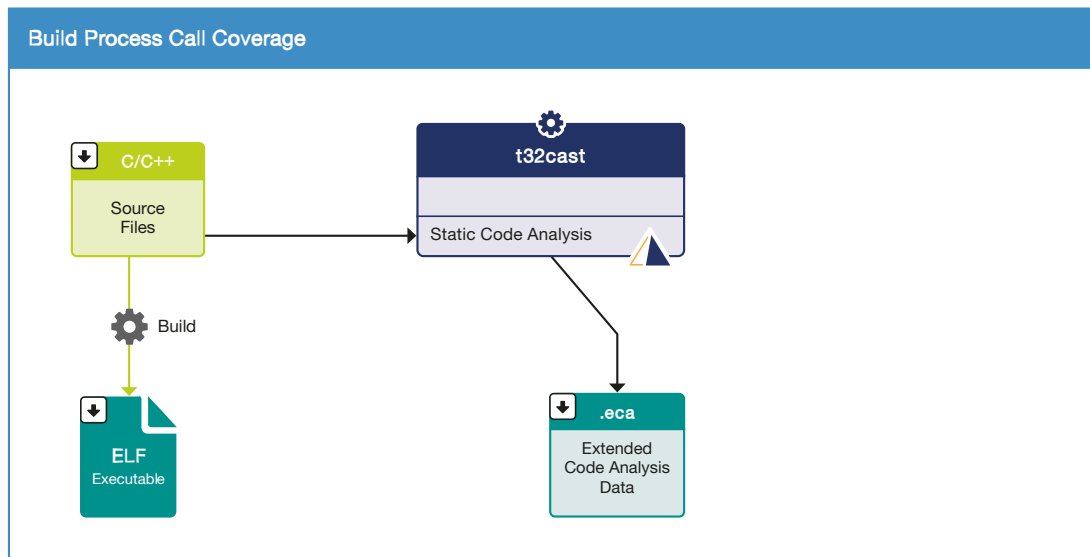 Build Process Call Coverage
C/C++
Source
Files
t32cast
Static Code Analysis
Build
ELF
Executable
.eca
Extended
Code Analysis
Data